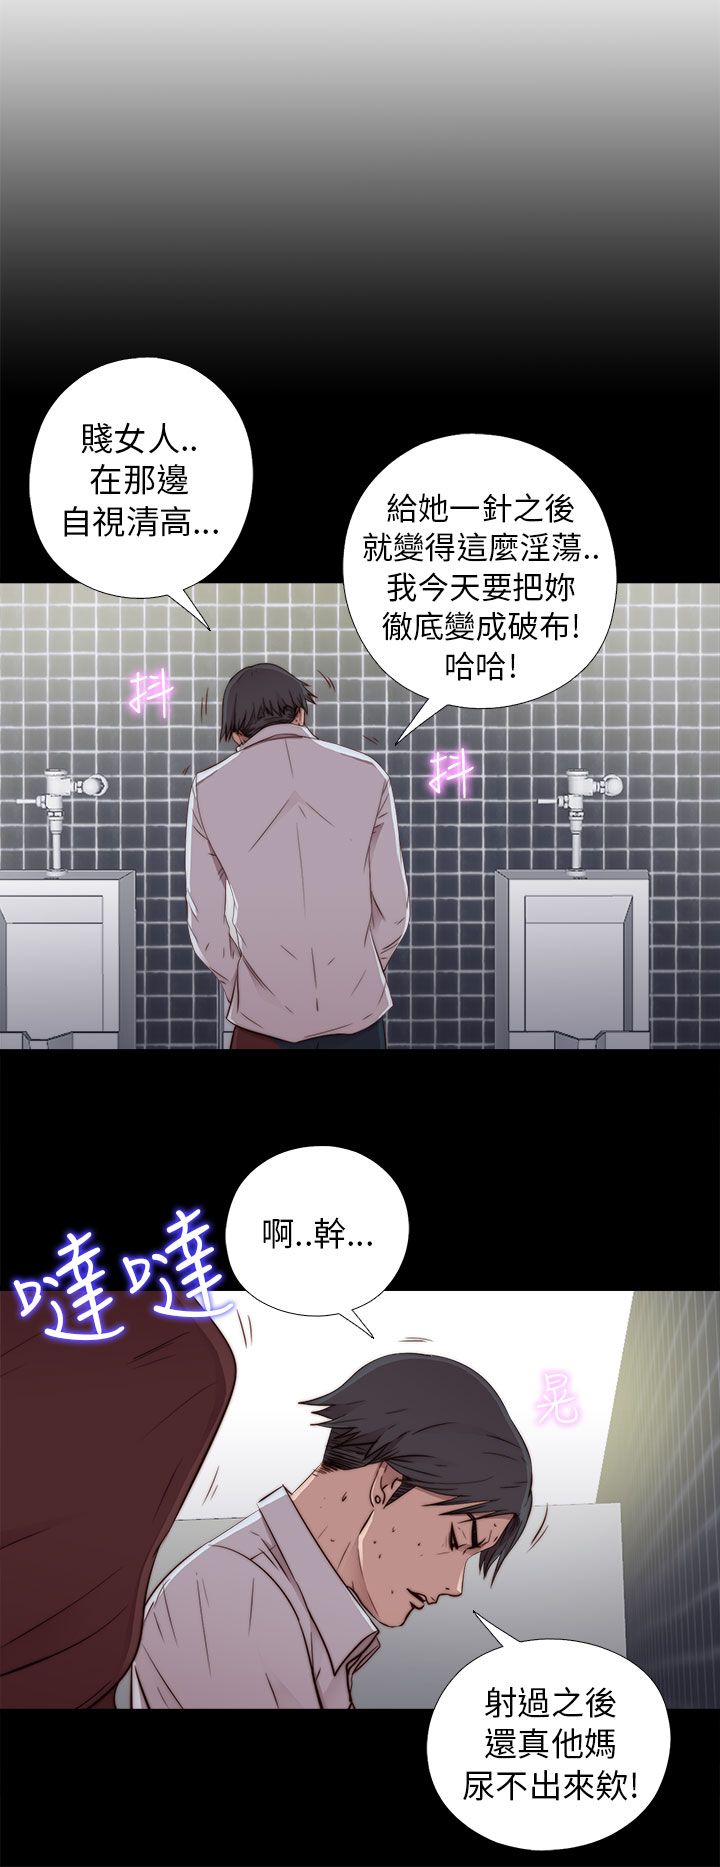 賤女人..
在那邊
自視清高...
給她一針之後
就變得這麼淫蕩..
我今天要把妳
徹底變成破布!
哈哈!
抖
抖
啊..幹...
噠噠
晃
射過之後
還真他媽
尿不出來欸!